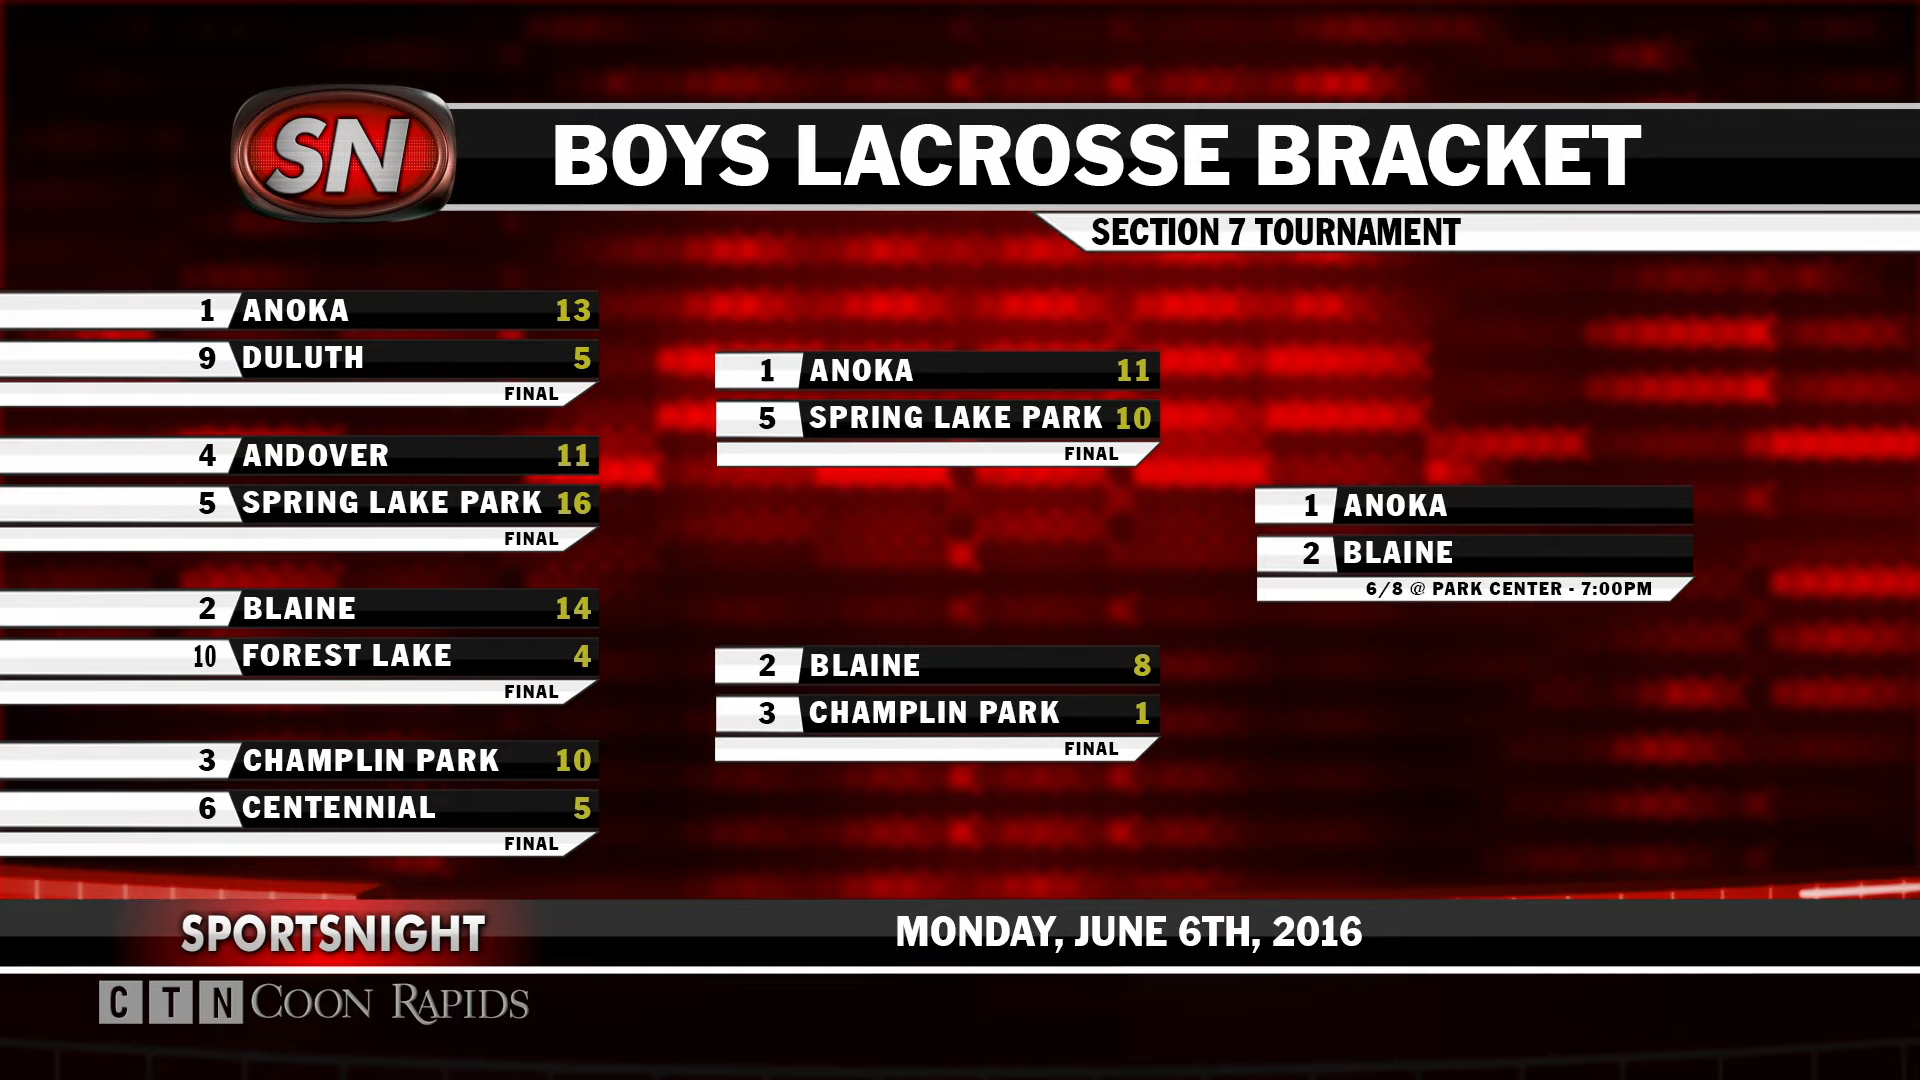 SN
BOYS LACROSSE BRACKET
SECTION 7 TOURNAMENT
1 ANOKA 13
9 DULUTH 5
FINAL
4 ANDOVER 11
5 SPRING LAKE PARK 16
FINAL
2 BLAINE 14
10 FOREST LAKE 4
FINAL
3 CHAMPLIN PARK 10
6 CENTENNIAL 5
FINAL
1 ANOKA 11
5 SPRING LAKE PARK 10
FINAL
2 BLAINE 8
3 CHAMPLIN PARK 1
FINAL
1 ANOKA
2 BLAINE
6/8 @ PARK CENTER - 7:00PM
SPORTSNIGHT
MONDAY, JUNE 6TH, 2016
CTN COON RAPIDS